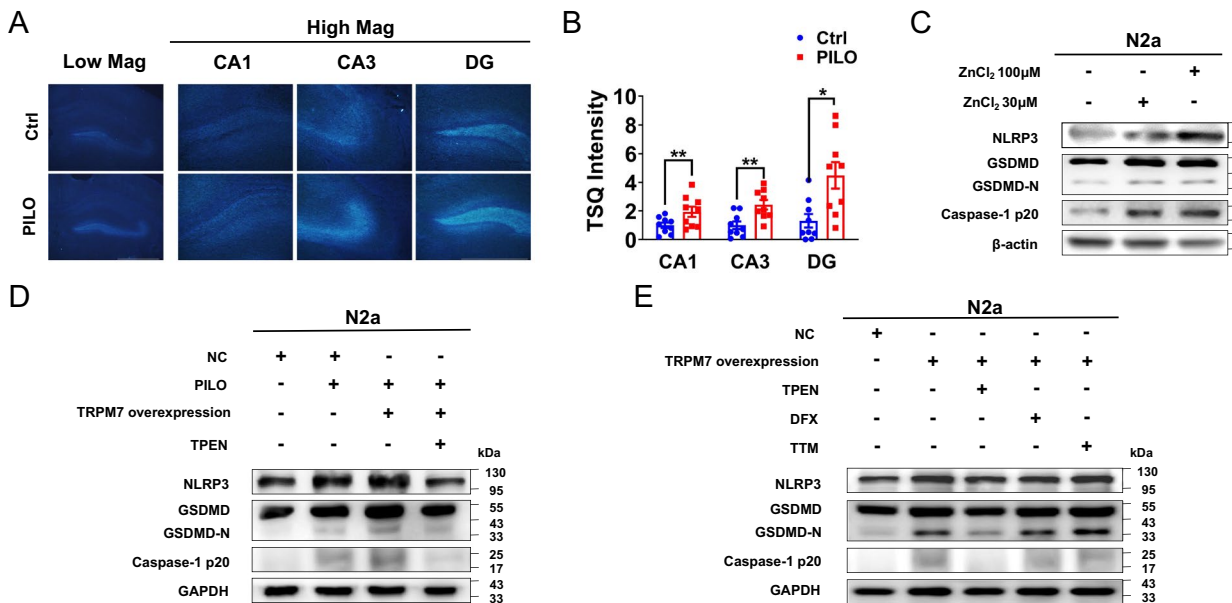 A
High Mag
Low Mag CA1 CA3 DG
Ctrl
PILO
B
Ctrl
PILO
TSQ Intensity
10
8
6
4
2
0
** ** *
CA1 CA3 DG
C
N2a
ZnCl₂ 100μM - - +
ZnCl₂ 30μM - + -
NLRP3
GSDMD
GSDMD-N
Caspase-1 p20
β-actin
D
N2a
NC + + - -
PILO - + + +
TRPM7 overexpression - - + +
TPEN - - - +
kDa
NLRP3 130
95
GSDMD 55
43
GSDMD-N 33
Caspase-1 p20 25
17
GAPDH 43
33
E
N2a
NC + - - - -
TRPM7 overexpression - + + + +
TPEN - - + - -
DFX - - - + -
TTM - - - - +
kDa
NLRP3 130
95
GSDMD 55
43
GSDMD-N 33
Caspase-1 p20 25
17
GAPDH 43
33